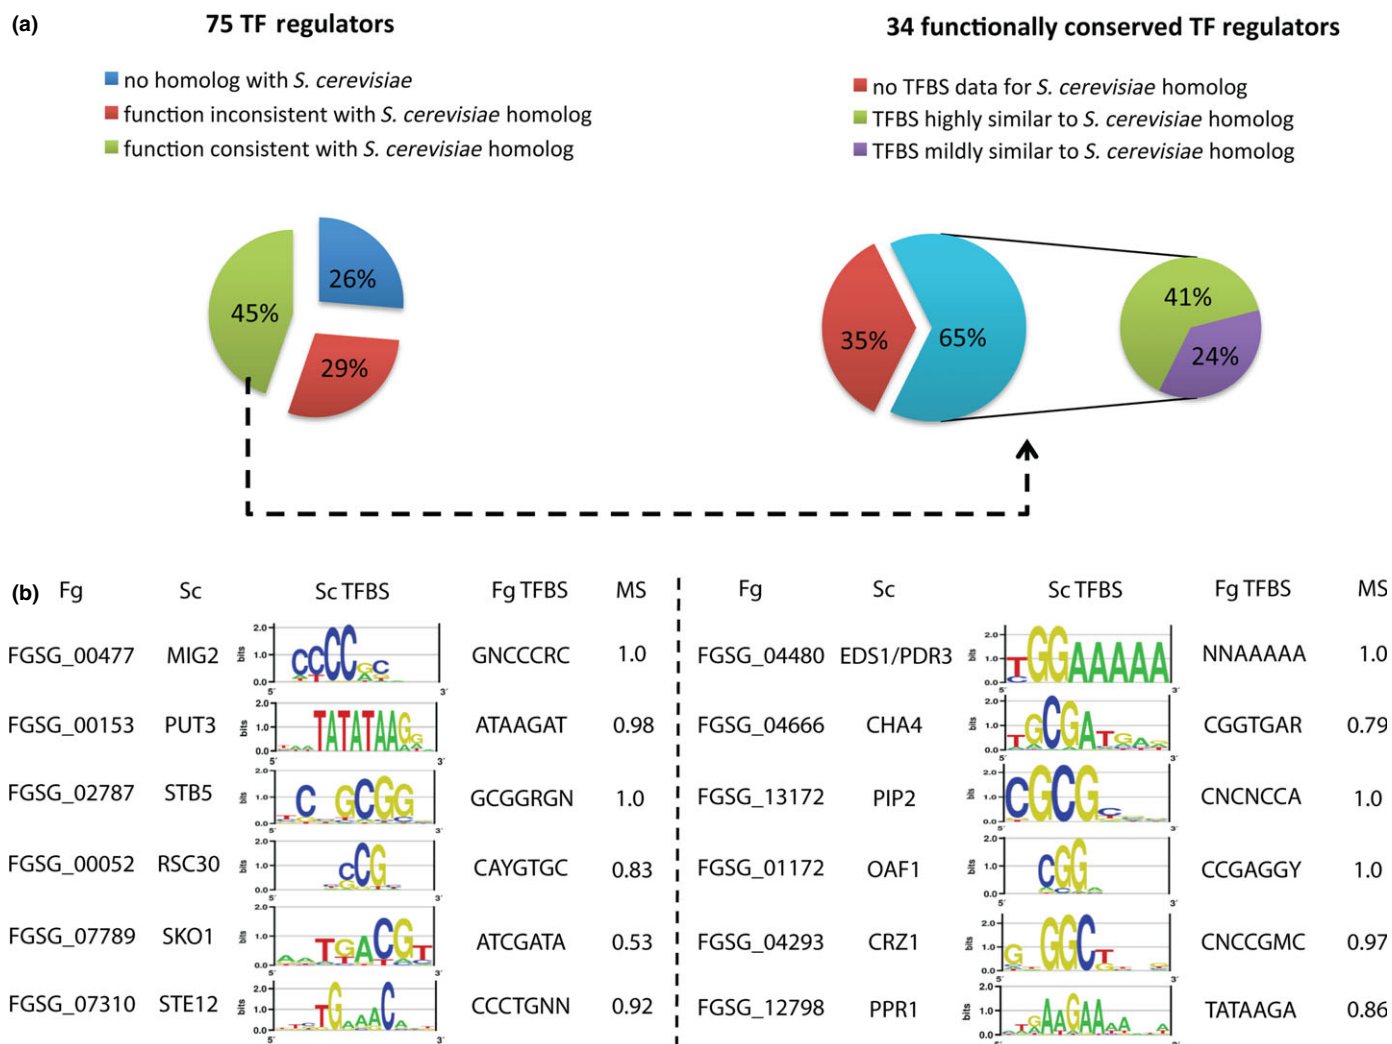 (a)
75 TF regulators
no homolog with S. cerevisiae
function inconsistent with S. cerevisiae homolog
function consistent with S. cerevisiae homolog
26%
45%
29%
34 functionally conserved TF regulators
no TFBS data for S. cerevisiae homolog
TFBS highly similar to S. cerevisiae homolog
TFBS mildly similar to S. cerevisiae homolog
35%
65%
41%
24%
(b)
Fg Sc Sc TFBS Fg TFBS MS
FGSG_00477 MIG2 GNCCCRC 1.0
FGSG_00153 PUT3 ATAAGAT 0.98
FGSG_02787 STB5 GCGGRGN 1.0
FGSG_00052 RSC30 CAYGTGC 0.83
FGSG_07789 SKO1 ATCGATA 0.53
FGSG_07310 STE12 CCCTGNN 0.92
Fg Sc Sc TFBS Fg TFBS MS
FGSG_04480 EDS1/PDR3 NNAAAAA 1.0
FGSG_04666 CHA4 CGGTGAR 0.79
FGSG_13172 PIP2 CNCNCCA 1.0
FGSG_01172 OAF1 CCGAGGY 1.0
FGSG_04293 CRZ1 CNCCGMC 0.97
FGSG_12798 PPR1 TATAAGA 0.86